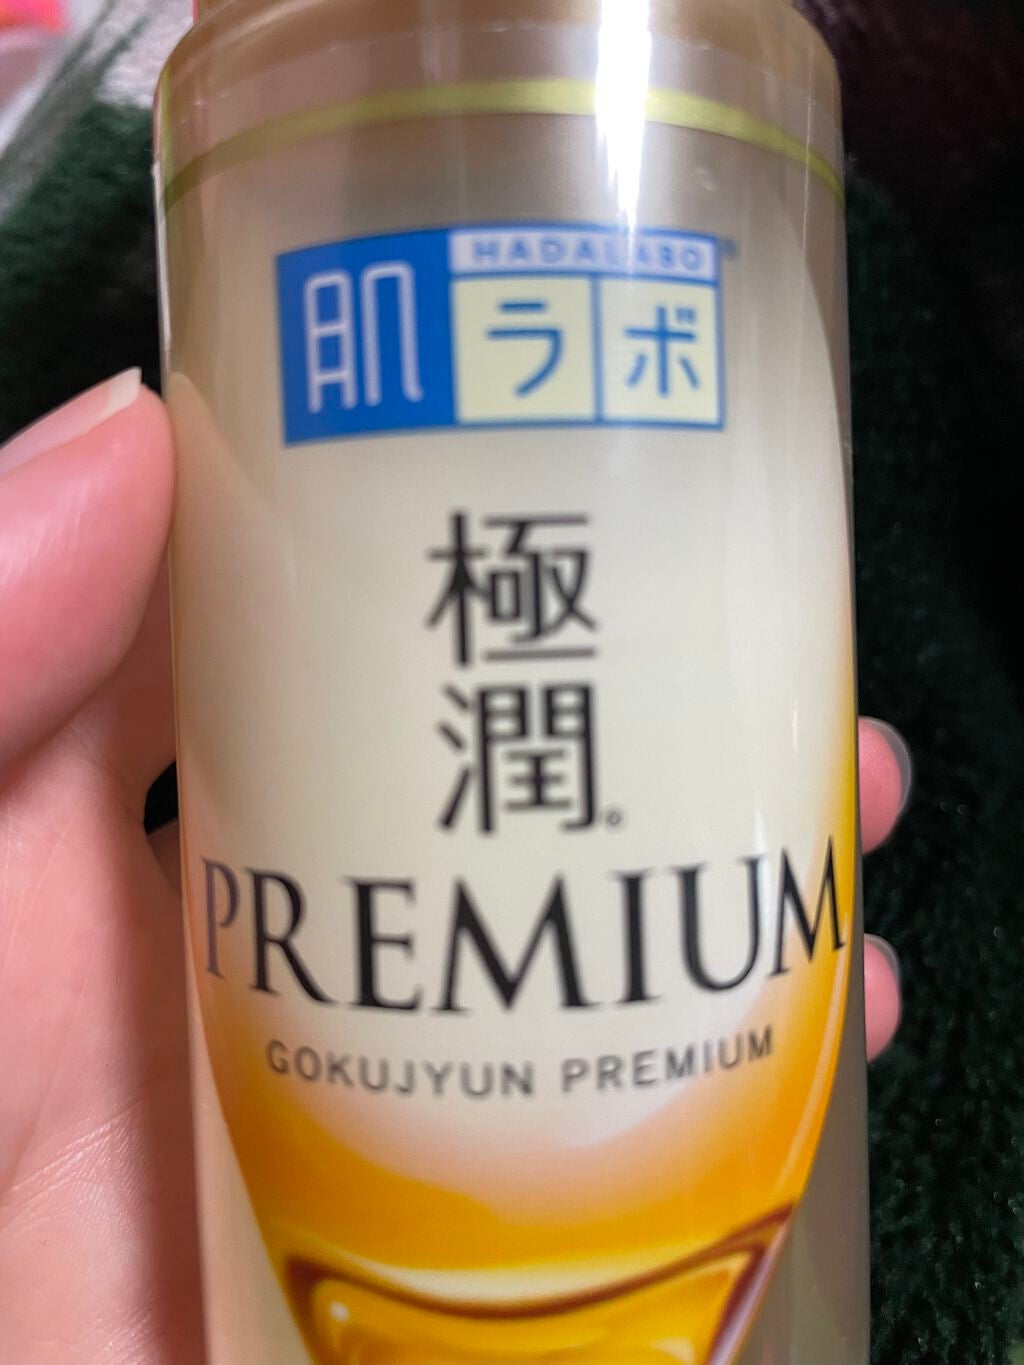 HADALABO®
肌ラボ
極
潤。
PREMIUM
GOKUJYUN PREMIUM